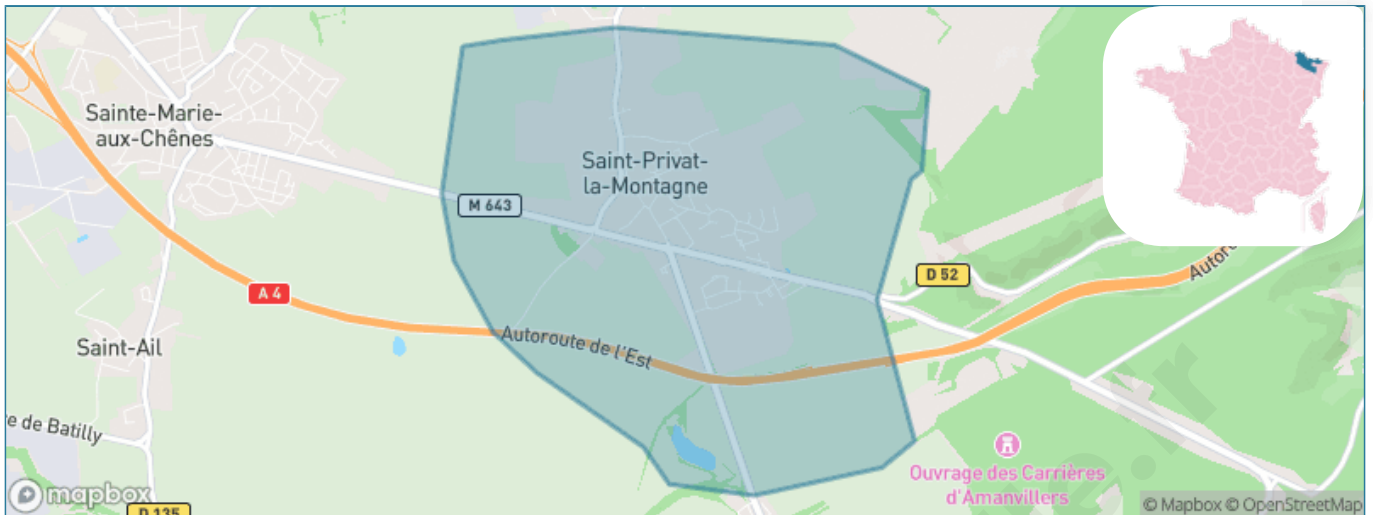 Sainte-Marie-
aux-Chênes
Saint-Privat-
la-Montagne
M 643
D 52
A 4
Autoroute de l'Est
Saint-Ail
re de Batilly
Ouvrage des Carrières
d'Amanvillers
mapbox
D 135
© Mapbox © OpenStreetMap